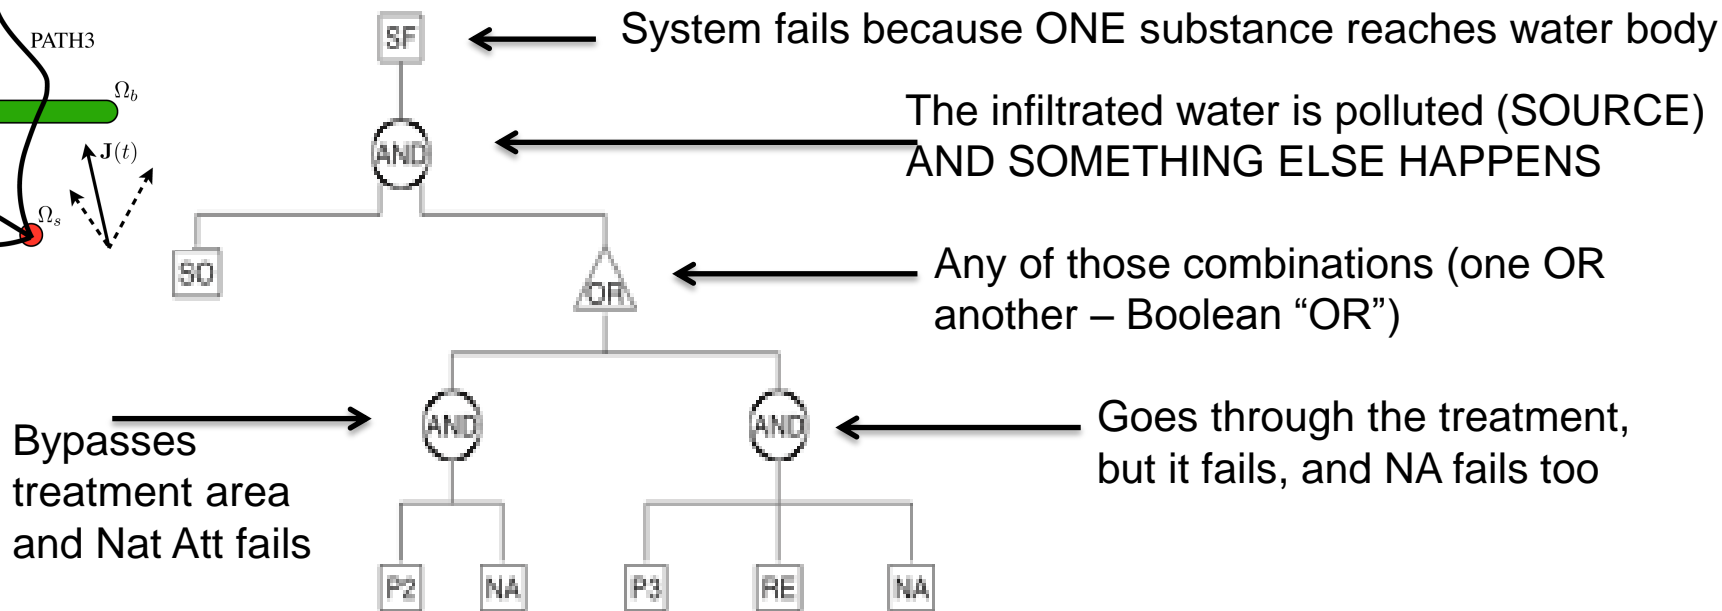 PATH3
Ω_b
J(t)
Ω_s
SF
System fails because ONE substance reaches water body
AND
The infiltrated water is polluted (SOURCE)
AND SOMETHING ELSE HAPPENS
SO
OR
Any of those combinations (one OR
another – Boolean “OR”)
Bypasses
treatment area
and Nat Att fails
AND
AND
Goes through the treatment,
but it fails, and NA fails too
P2
NA
P3
RE
NA